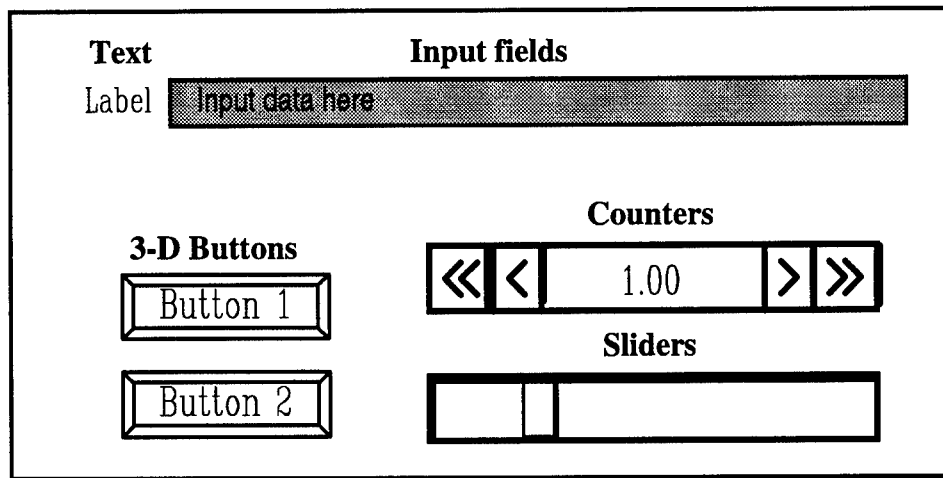 Text Input fields
Label Input data here
Counters
3-D Buttons
<< < 1.00 > >>
Button 1
Sliders
Button 2